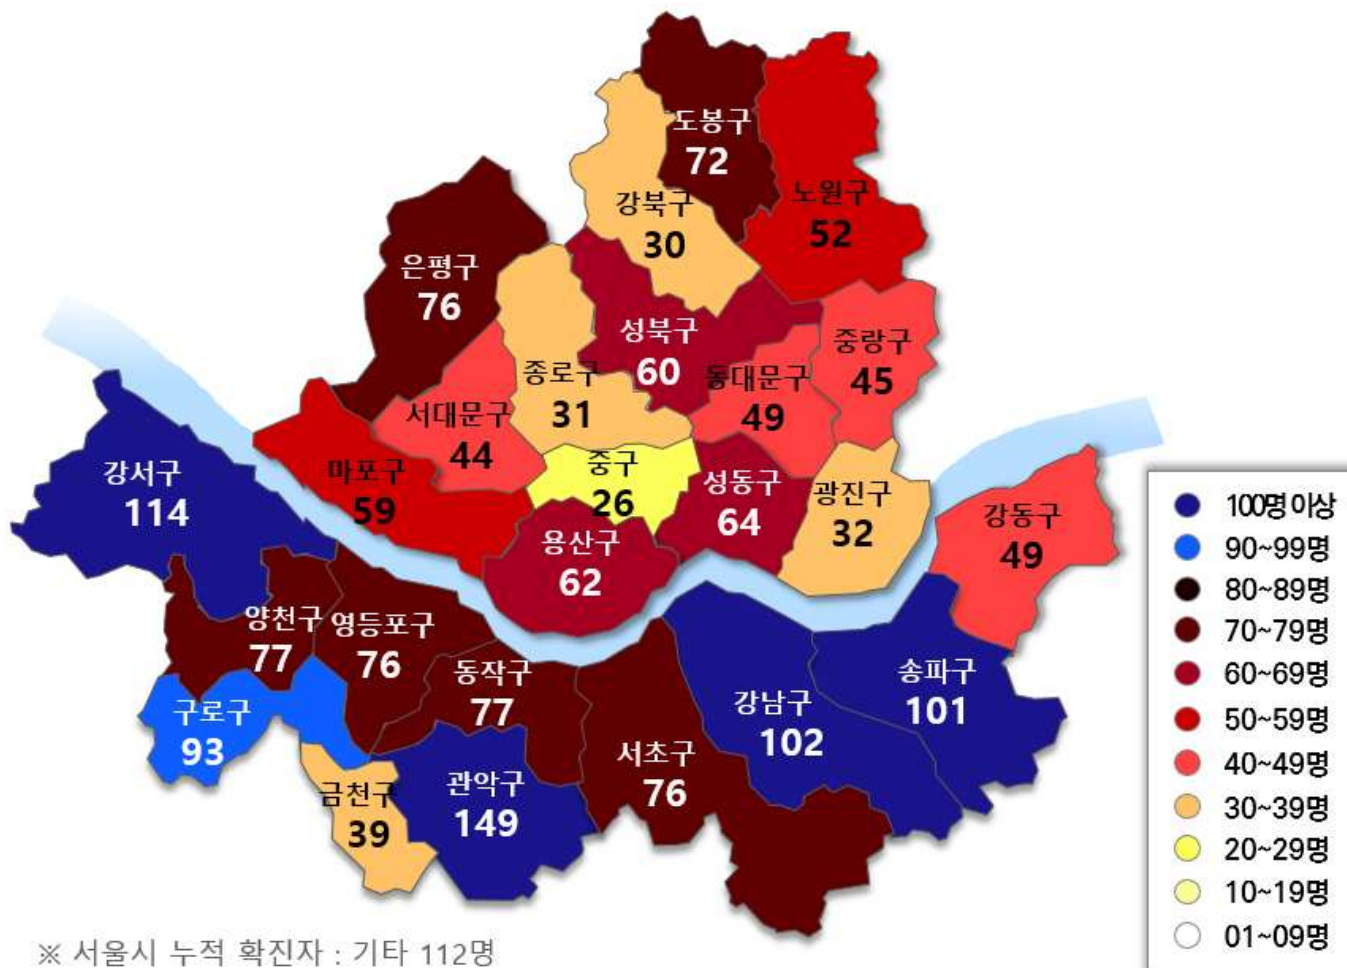 도봉구
72
노원구
52
강북구
30
은평구
76
성북구
60
중랑구
45
종로구
31
동대문구
49
서대문구
44
중구
26
성동구
64
광진구
32
강동구
49
강서구
114
마포구
59
용산구
62
양천구
77
영등포구
76
동작구
77
구로구
93
금천구
39
관악구
149
서초구
76
강남구
102
송파구
101
100명 이상
90~99명
80~89명
70~79명
60~69명
50~59명
40~49명
30~39명
20~29명
10~19명
01~09명
※ 서울시 누적 확진자 : 기타 112명